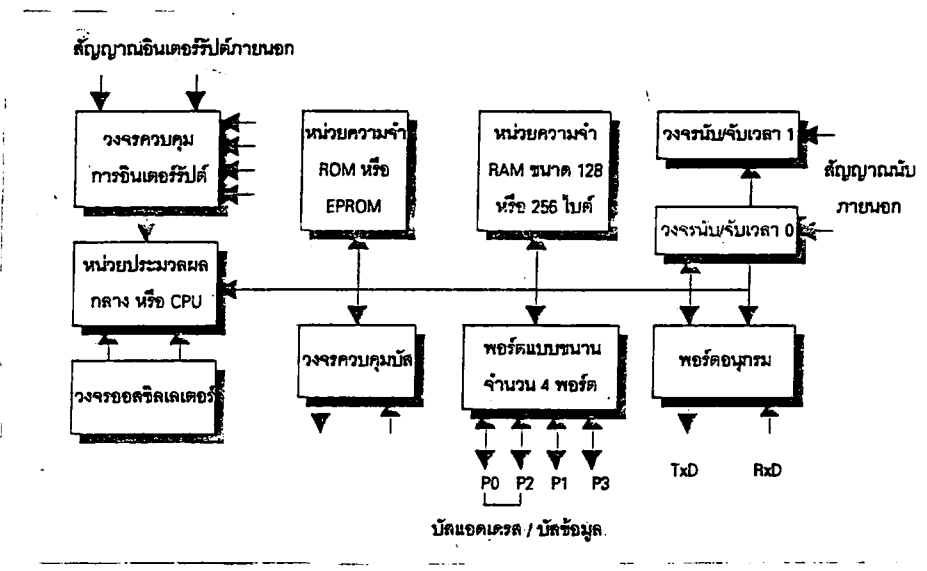 สัญญาณอินเตอร์รัปต์ภายนอก
วงจรควบคุม
การอินเตอร์รัปต์
หน่วยความจำ
ROM หรือ
EPROM
หน่วยความจำ
RAM ขนาด 128
หรือ 256 ไบต์
วงจรนับ/จับเวลา 1
สัญญาณนับ
ภายนอก
วงจรนับ/จับเวลา 0
หน่วยประมวลผล
กลาง หรือ CPU
วงจรออสซิลเลเตอร์
วงจรควบคุมบัส
พอร์ตแบบขนาน
จำนวน 4 พอร์ต
พอร์ตอนุกรม
P0 P2 P1 P3
TxD RxD
บัสแอดเดรส / บัสข้อมูล